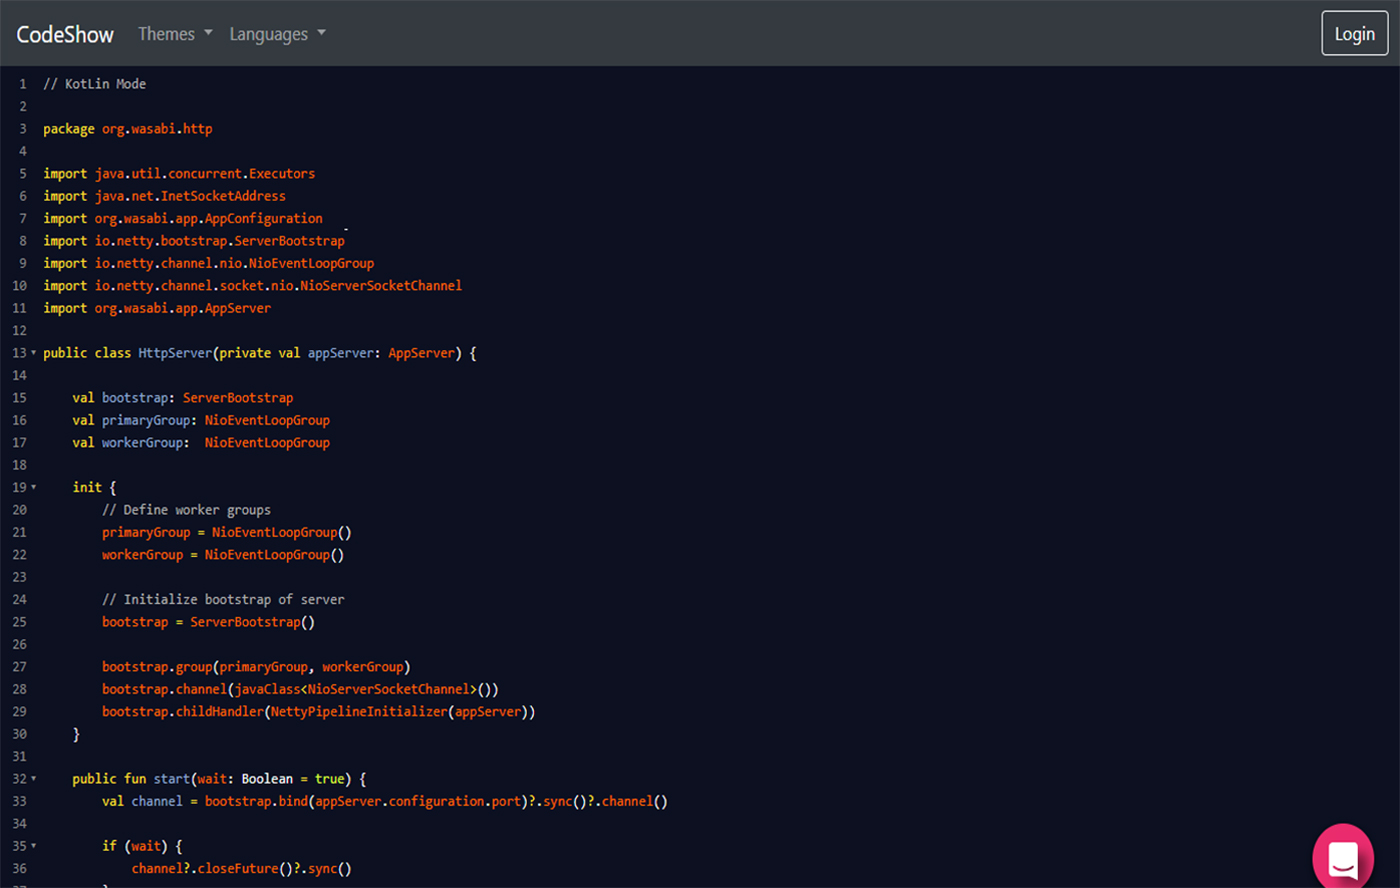 CodeShow Themes Languages Login
1 // KotLin Mode
2
3 package org.wasabi.http
4
5 import java.util.concurrent.Executors
6 import java.net.InetSocketAddress
7 import org.wasabi.app.AppConfiguration
8 import io.netty.bootstrap.ServerBootstrap
9 import io.netty.channel.nio.NioEventLoopGroup
10 import io.netty.channel.socket.nio.NioServerSocketChannel
11 import org.wasabi.app.AppServer
12
13 public class HttpServer(private val appServer: AppServer) {
14
15     val bootstrap: ServerBootstrap
16     val primaryGroup: NioEventLoopGroup
17     val workerGroup:  NioEventLoopGroup
18
19     init {
20         // Define worker groups
21         primaryGroup = NioEventLoopGroup()
22         workerGroup = NioEventLoopGroup()
23
24         // Initialize bootstrap of server
25         bootstrap = ServerBootstrap()
26
27         bootstrap.group(primaryGroup, workerGroup)
28         bootstrap.channel(javaClass<NioServerSocketChannel>())
29         bootstrap.childHandler(NettyPipelineInitializer(appServer))
30     }
31
32     public fun start(wait: Boolean = true) {
33         val channel = bootstrap.bind(appServer.configuration.port)?.sync()?.channel()
34
35         if (wait) {
36             channel?.closeFuture()?.sync()